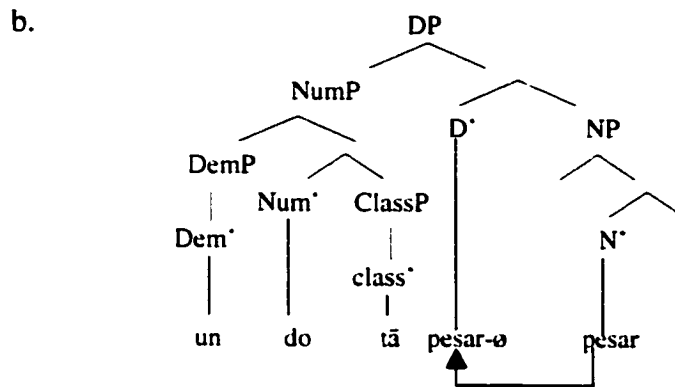 b.
DP
NumP
D˙ NP
DemP
Num˙ ClassP
Dem˙ N˙
class˙
un do tā pesar-ø pesar